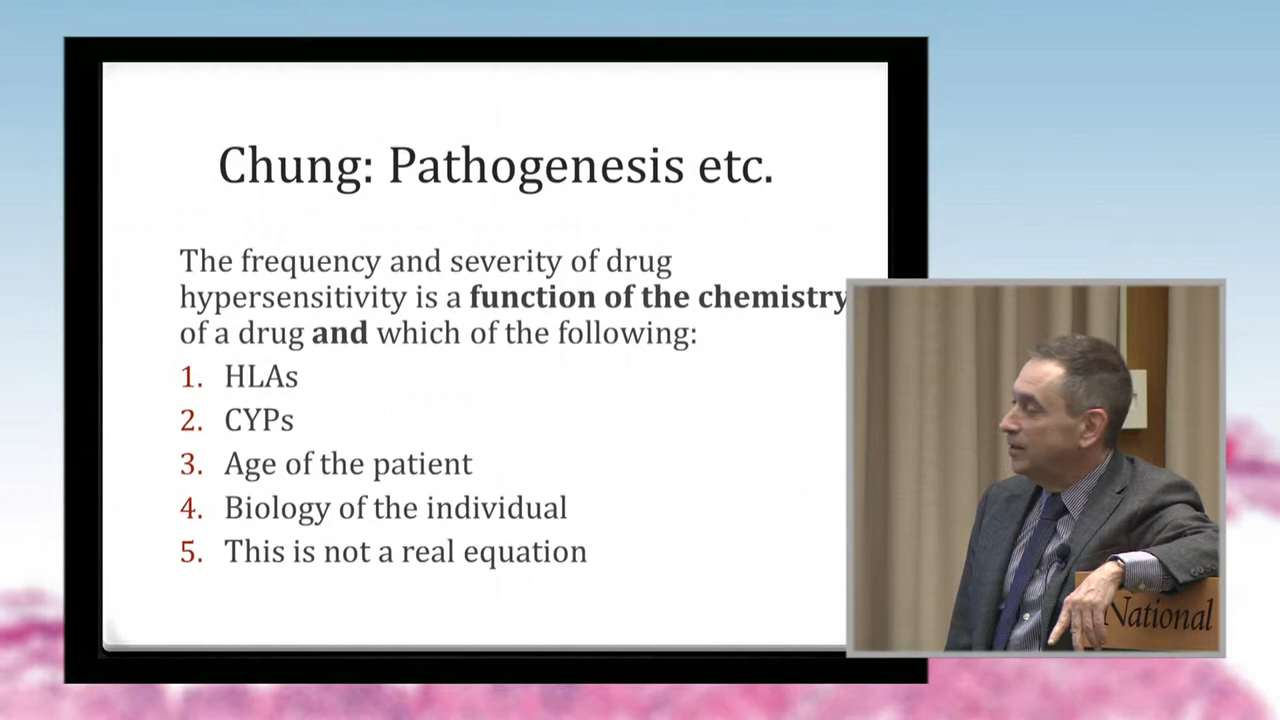 Chung: Pathogenesis etc.
The frequency and severity of drug
hypersensitivity is a function of the chemistry
of a drug and which of the following:
1. HLAs
2. CYPs
3. Age of the patient
4. Biology of the individual
5. This is not a real equation
National